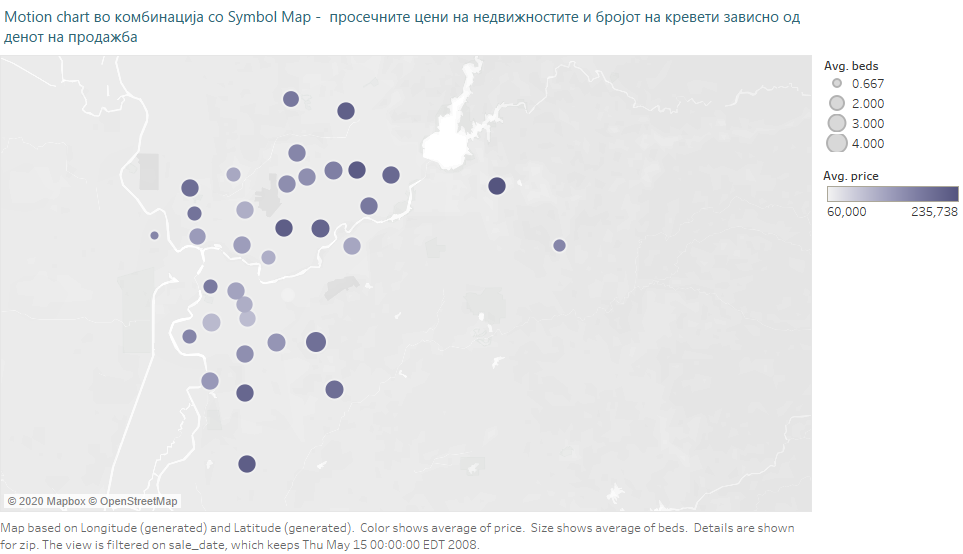 Motion chart во комбинација со Symbol Map - просечните цени на недвижностите и бројот на кревети зависно од
денот на продажба
Avg. beds
0.667
2.000
3.000
4.000
Avg. price
60,000 235,738
© 2020 Mapbox © OpenStreetMap
Map based on Longitude (generated) and Latitude (generated). Color shows average of price. Size shows average of beds. Details are shown
for zip. The view is filtered on sale_date, which keeps Thu May 15 00:00:00 EDT 2008.